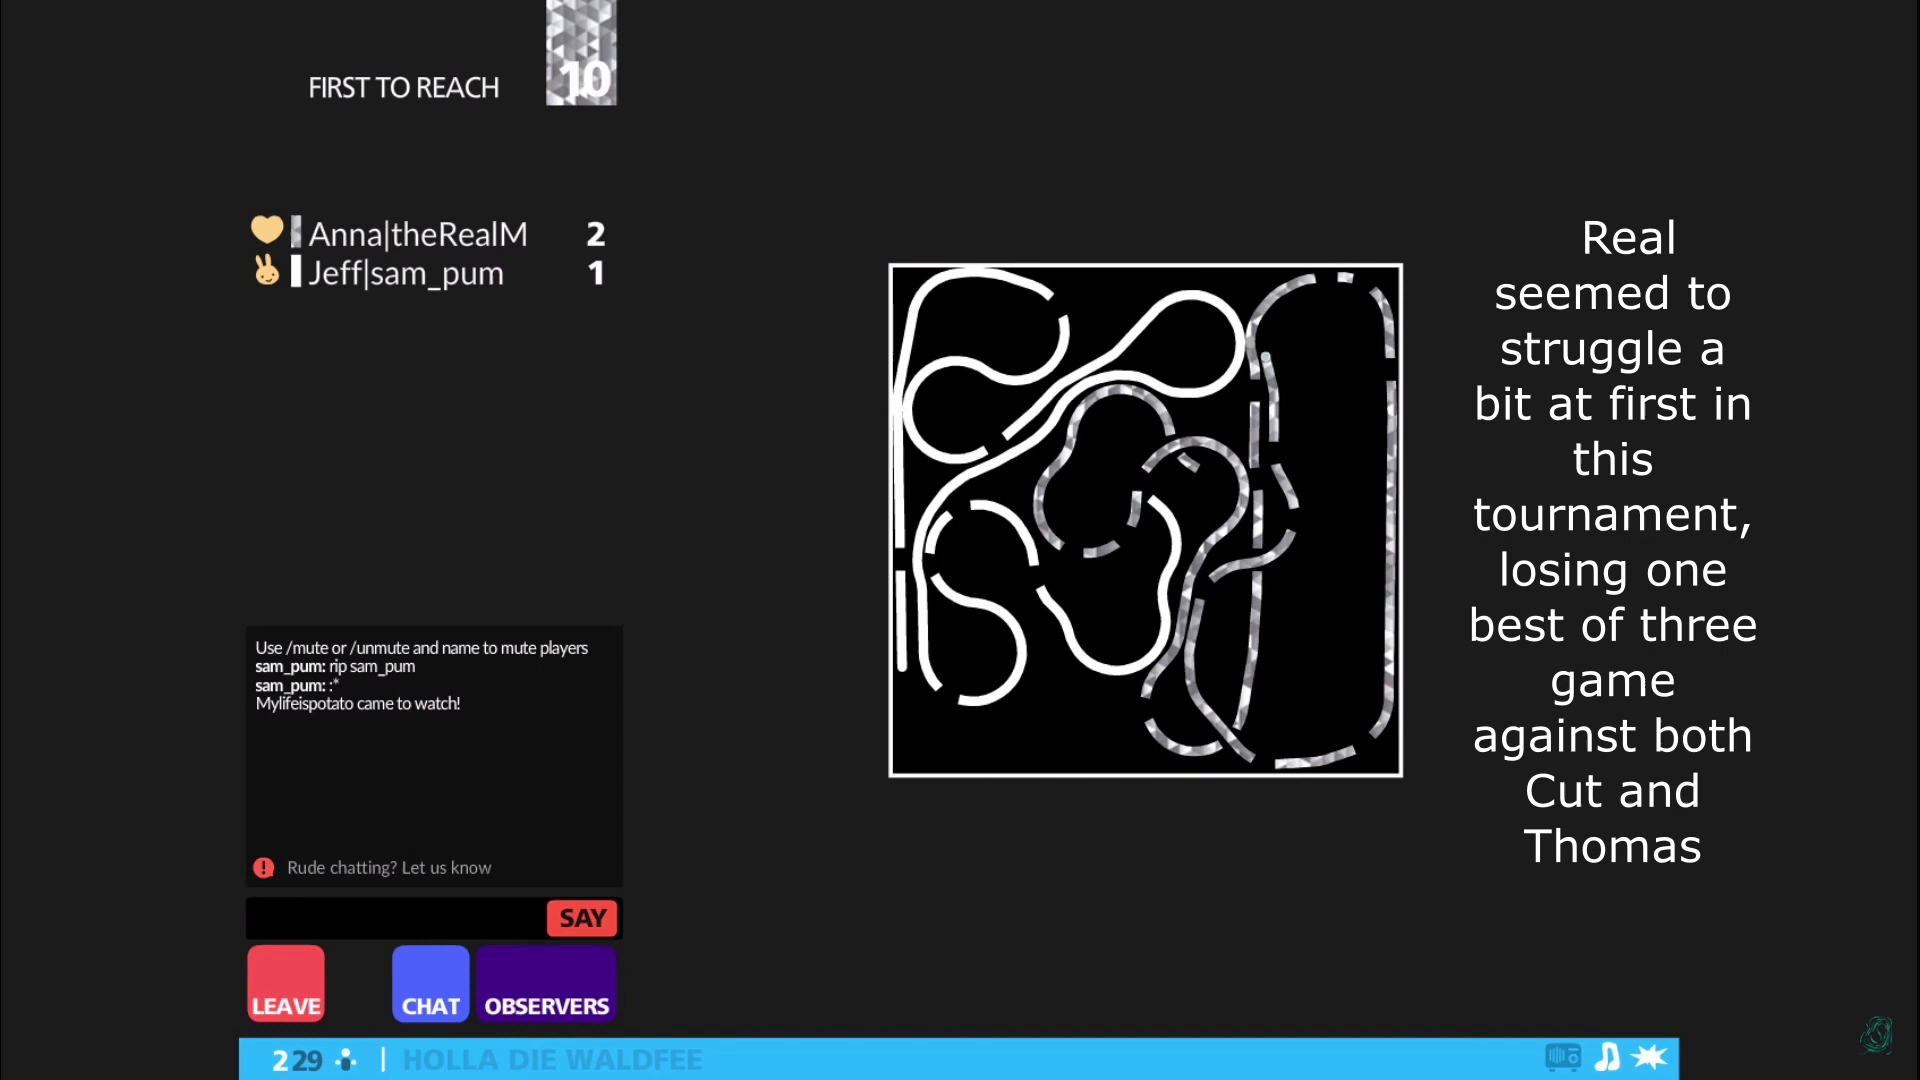 FIRST TO REACH
10
Anna|theRealM 2
Jeff|sam_pum 1
Real
seemed to
struggle a
bit at first in
this
tournament,
losing one
best of three
game
against both
Cut and
Thomas
Use /mute or /unmute and name to mute players
sam_pum: rip sam_pum
sam_pum: :*
Mylifeispotato came to watch!
Rude chatting? Let us know
SAY
LEAVE
CHAT
OBSERVERS
229 | HOLLA DIE WALDFEE